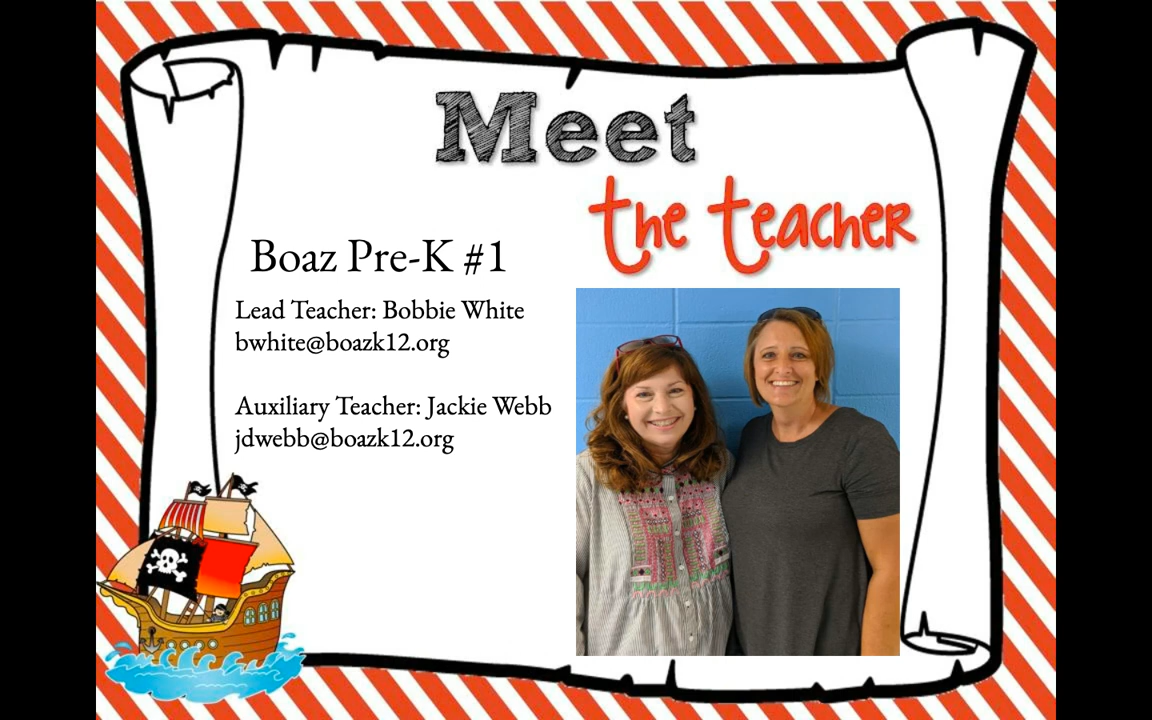 Meet
the Teacher
Boaz Pre-K #1
Lead Teacher: Bobbie White
bwhite@boazk12.org
Auxiliary Teacher: Jackie Webb
jdwebb@boazk12.org